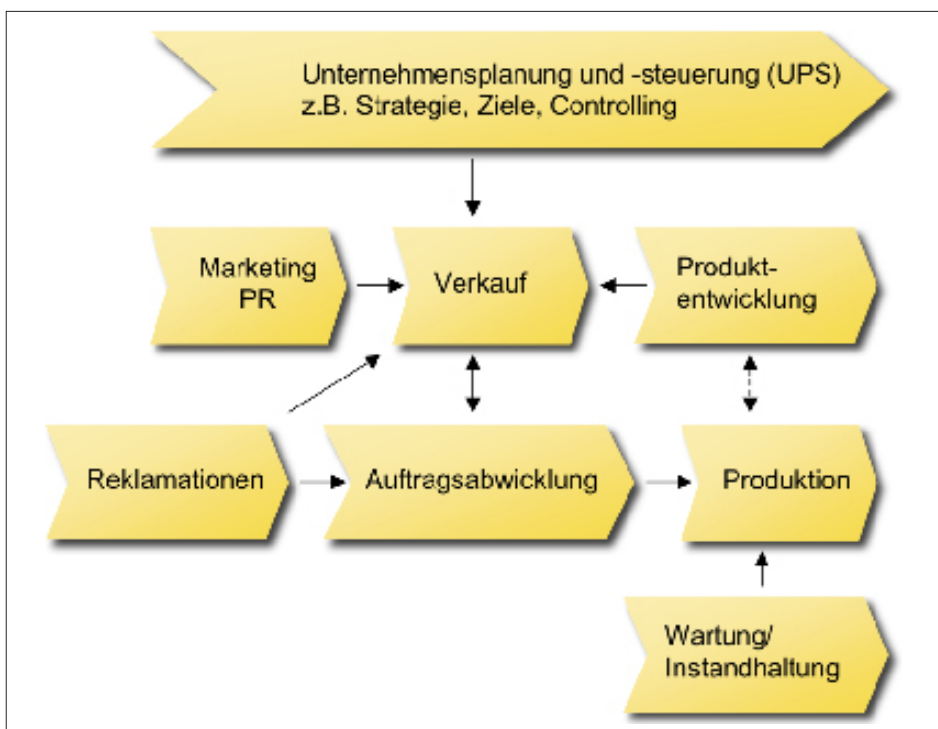 Unternehmensplanung und -steuerung (UPS)
z.B. Strategie, Ziele, Controlling
Marketing
PR
Verkauf
Produkt-
entwicklung
Reklamationen
Auftragsabwicklung
Produktion
Wartung/
Instandhaltung